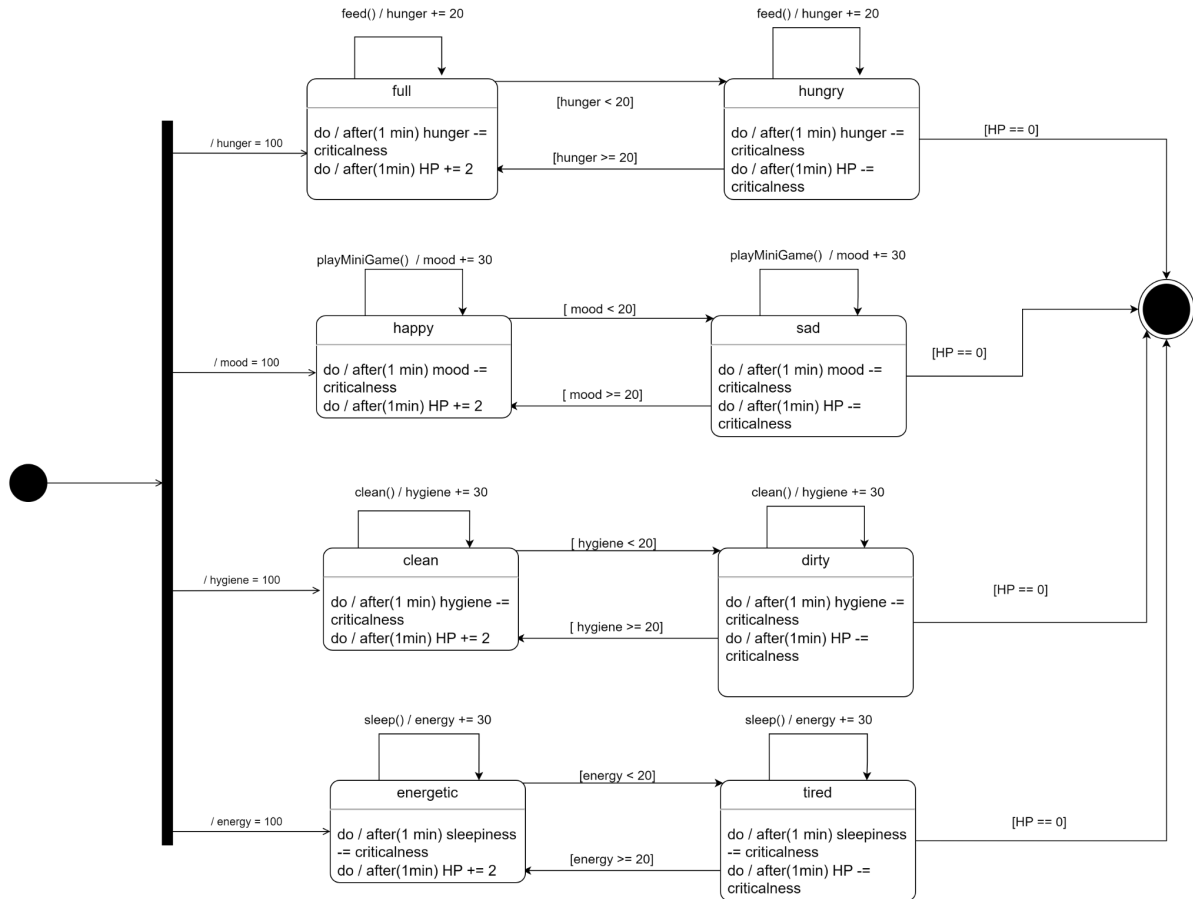 feed() / hunger += 20
feed() / hunger += 20
full
hungry
[hunger < 20]
do / after(1 min) hunger -=
criticalness
do / after(1min) HP += 2
do / after(1 min) hunger -=
criticalness
do / after(1min) HP -=
criticalness
[HP == 0]
/ hunger = 100
[hunger >= 20]
playMiniGame()  / mood += 30
playMiniGame()  / mood += 30
happy
sad
[ mood < 20]
do / after(1 min) mood -=
criticalness
do / after(1min) HP += 2
do / after(1 min) mood -=
criticalness
do / after(1min) HP -=
criticalness
[HP == 0]
/ mood = 100
[ mood >= 20]
clean() / hygiene += 30
clean() / hygiene += 30
clean
dirty
[ hygiene < 20]
do / after(1 min) hygiene -=
criticalness
do / after(1min) HP += 2
do / after(1 min) hygiene -=
criticalness
do / after(1min) HP -=
criticalness
[HP == 0]
/ hygiene = 100
[ hygiene >= 20]
sleep() / energy += 30
sleep() / energy += 30
energetic
tired
[energy < 20]
do / after(1 min) sleepiness
-= criticalness
do / after(1min) HP += 2
do / after(1 min) sleepiness
-= criticalness
do / after(1min) HP -=
criticalness
[HP == 0]
/ energy = 100
[energy >= 20]